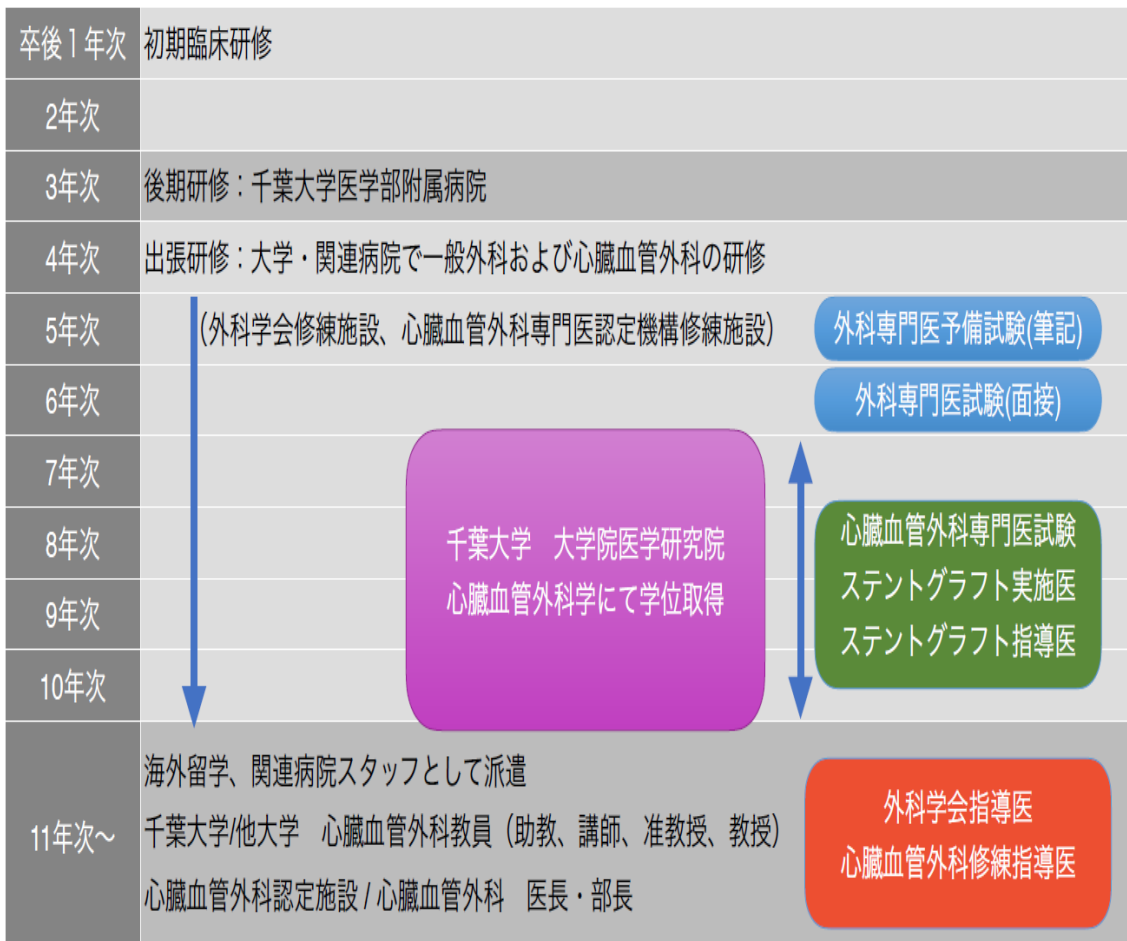 卒後1年次 初期臨床研修
2年次
3年次 後期研修：千葉大学医学部附属病院
4年次 出張研修：大学・関連病院で一般外科および心臓血管外科の研修
5年次 （外科学会修練施設、心臓血管外科専門医認定機構修練施設） 外科専門医予備試験(筆記)
6年次 外科専門医試験(面接)
7年次
8年次
9年次
10年次
千葉大学　大学院医学研究院
心臓血管外科学にて学位取得
心臓血管外科専門医試験
ステントグラフト実施医
ステントグラフト指導医
11年次～
海外留学、関連病院スタッフとして派遣
千葉大学/他大学　心臓血管外科教員（助教、講師、准教授、教授）
心臓血管外科認定施設 / 心臓血管外科　医長・部長
外科学会指導医
心臓血管外科修練指導医